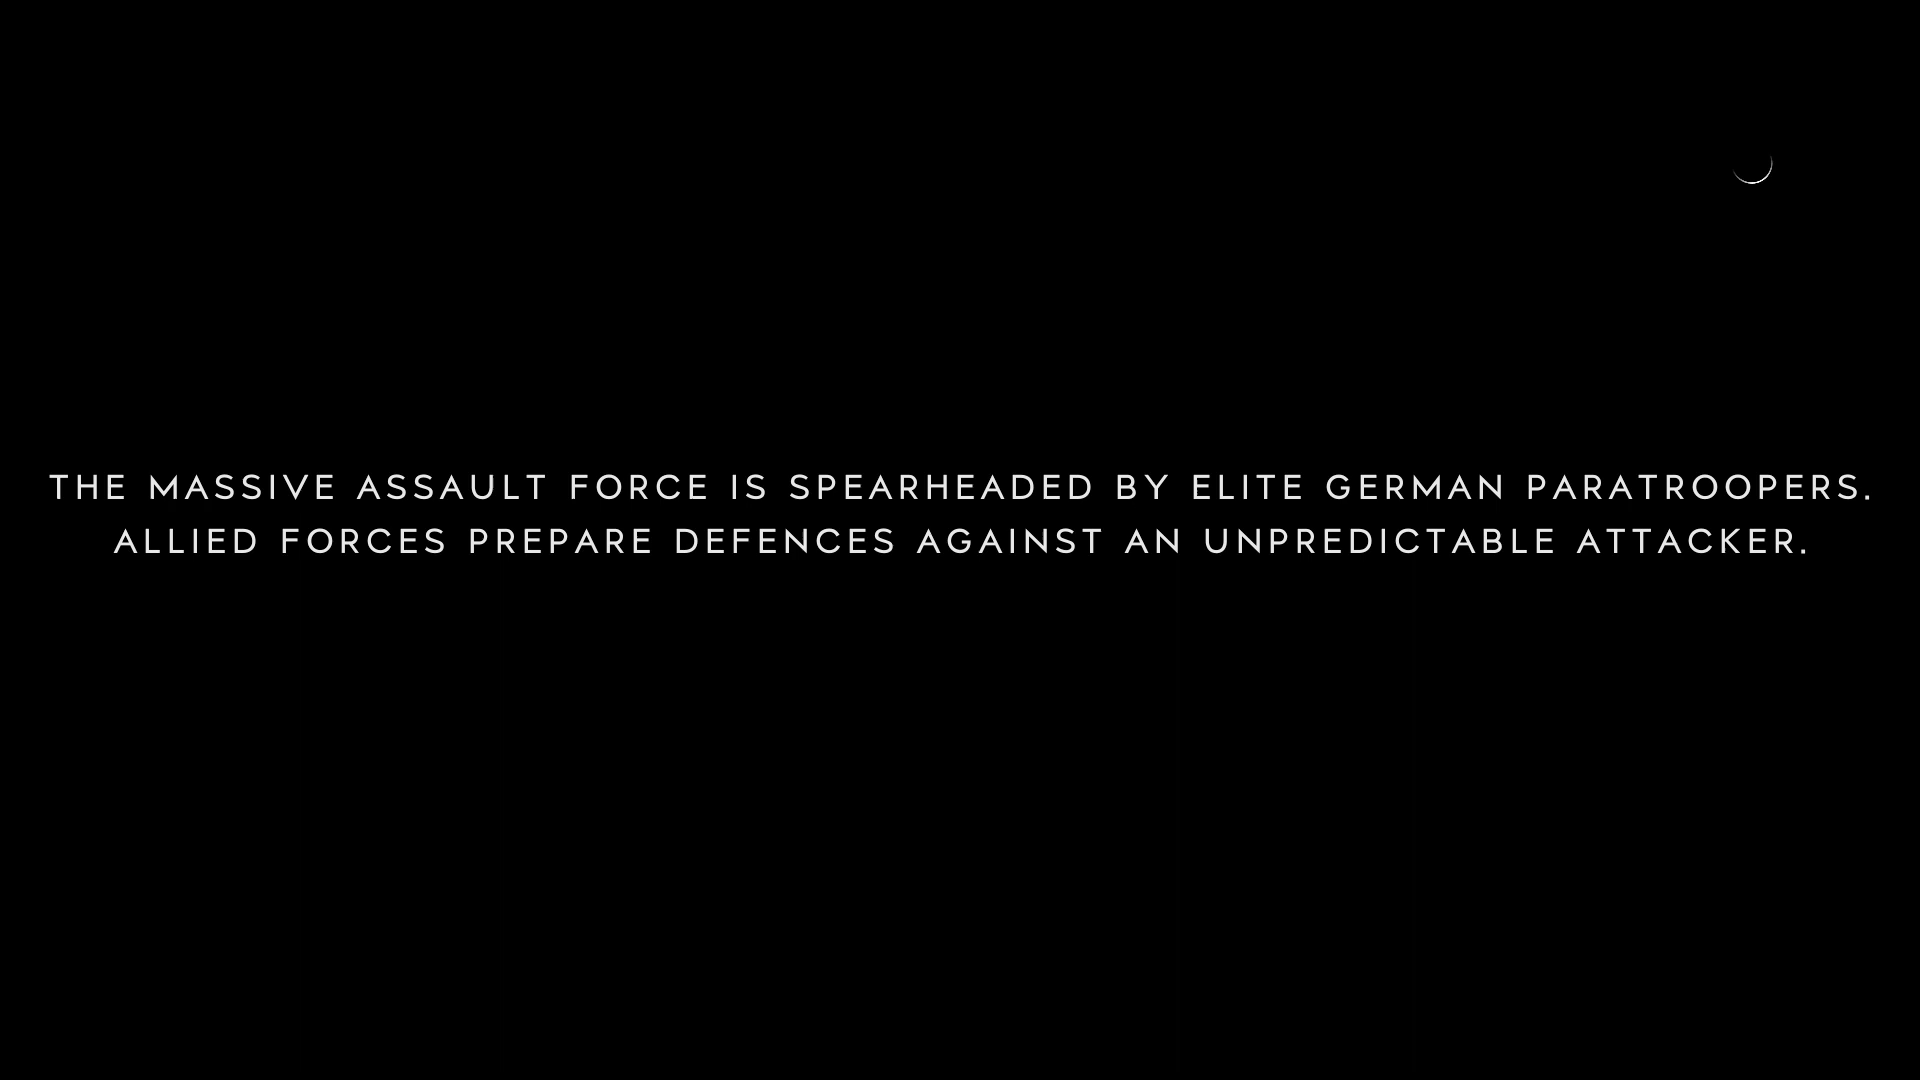 THE MASSIVE ASSAULT FORCE IS SPEARHEADED BY ELITE GERMAN PARATROOPERS.
ALLIED FORCES PREPARE DEFENCES AGAINST AN UNPREDICTABLE ATTACKER.